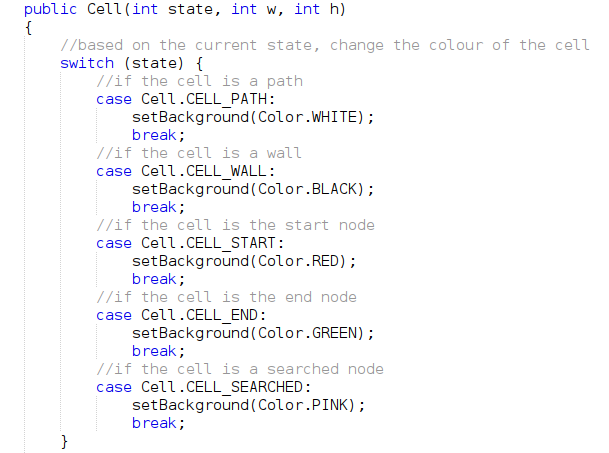 public Cell(int state, int w, int h)
{
//based on the current state, change the colour of the cell
switch (state) {
//if the cell is a path
case Cell.CELL_PATH:
setBackground(Color.WHITE);
break;
//if the cell is a wall
case Cell.CELL_WALL:
setBackground(Color.BLACK);
break;
//if the cell is the start node
case Cell.CELL_START:
setBackground(Color.RED);
break;
//if the cell is the end node
case Cell.CELL_END:
setBackground(Color.GREEN);
break;
//if the cell is a searched node
case Cell.CELL_SEARCHED:
setBackground(Color.PINK);
break;
}